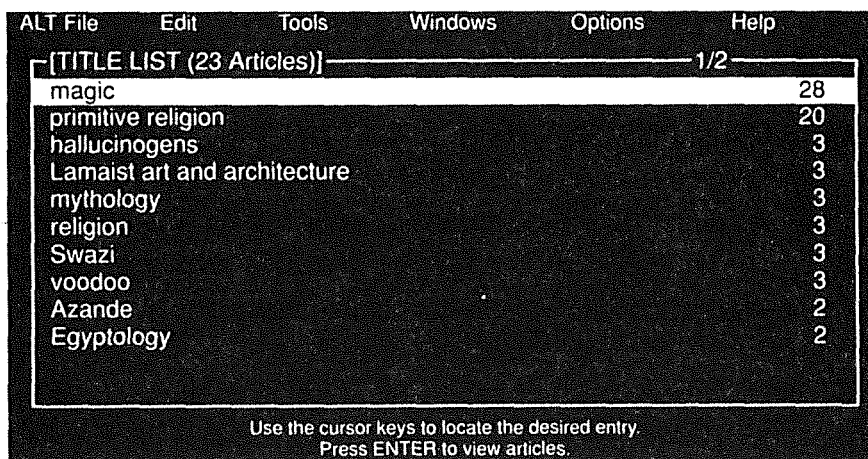 ALT File Edit Tools Windows Options Help
[TITLE LIST (23 Articles)] 1/2
magic 28
primitive religion 20
hallucinogens 3
Lamaist art and architecture 3
mythology 3
religion 3
Swazi 3
voodoo 3
Azande 2
Egyptology 2
Use the cursor keys to locate the desired entry.
Press ENTER to view articles.